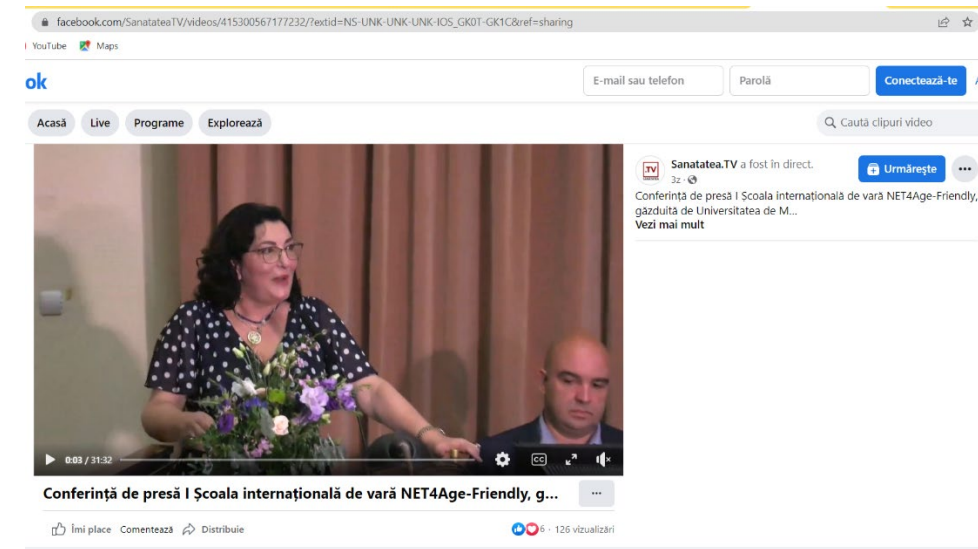 facebook.com/SanatateaTV/videos/415300567177232/?extid=NS-UNK-UNK-UNK-IOS_GK0T-GK1C&ref=sharing
YouTube Maps
ok
E-mail sau telefon
Parolă
Conectează-te
Acasă
Live
Programe
Explorează
Caută clipuri video
Sanatatea.TV a fost în direct.
3z
Urmărește
Conferință de presă I Școala internațională de vară NET4Age-Friendly,
găzduită de Universitatea de M...
Vezi mai mult
TV
0:03 / 31:32
CC
Conferință de presă I Școala internațională de vară NET4Age-Friendly, g...
Îmi place
Comentează
Distribuie
6 · 126 vizualizări